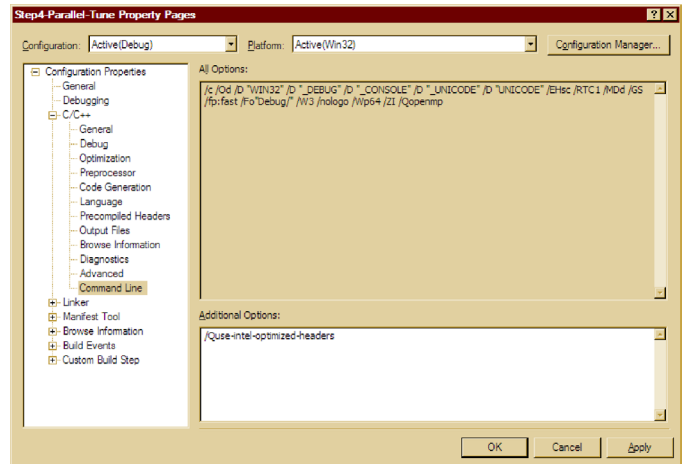 Step4-Parallel-Tune Property Pages
Configuration: Active(Debug) Platform: Active(Win32) Configuration Manager...
Configuration Properties
General
Debugging
C/C++
General
Debug
Optimization
Preprocessor
Code Generation
Language
Precompiled Headers
Output Files
Browse Information
Diagnostics
Advanced
Command Line
Linker
Manifest Tool
Browse Information
Build Events
Custom Build Step
All Options:
/c /Od /D "WIN32" /D "_DEBUG" /D "_CONSOLE" /D "_UNICODE" /D "UNICODE" /EHsc /RTC1 /MDd /GS
/fp:fast /Fo"Debug/" /W3 /nologo /Wp64 /ZI /Qopenmp
Additional Options:
/Quse-intel-optimized-headers
OK Cancel Apply